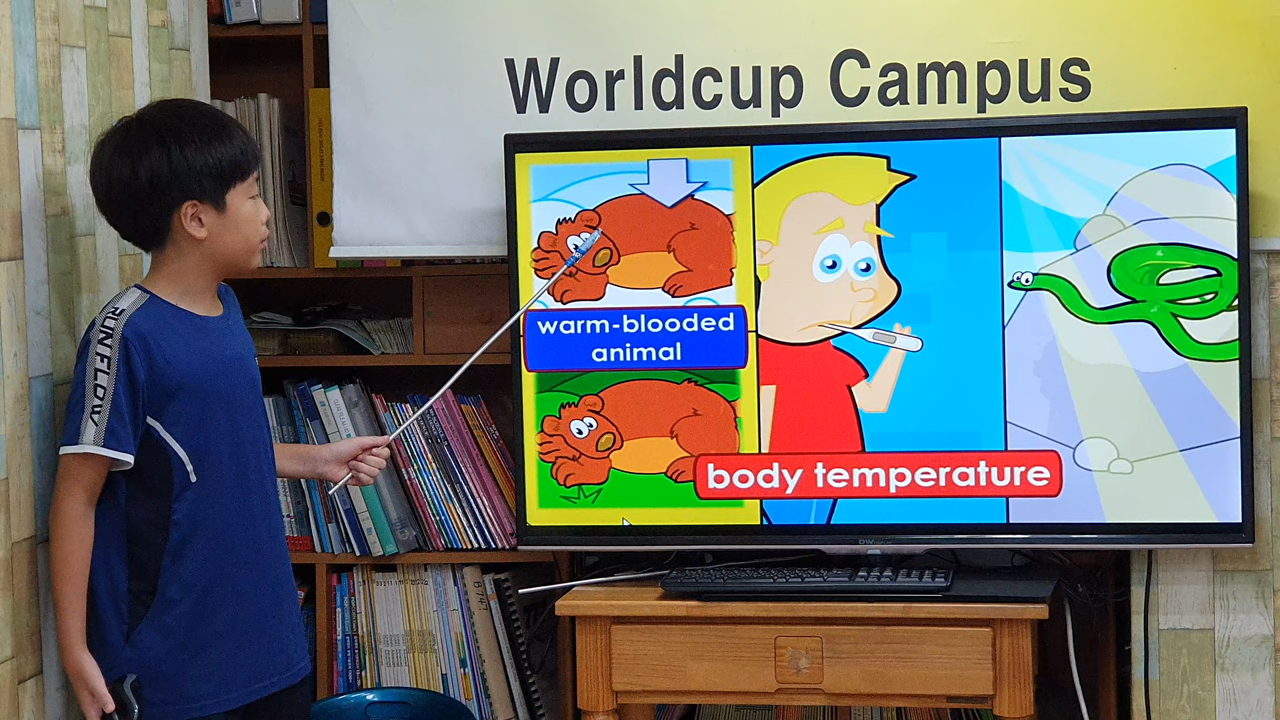 Worldcup Campus
warm-blooded
animal
body temperature
RUNFLOW